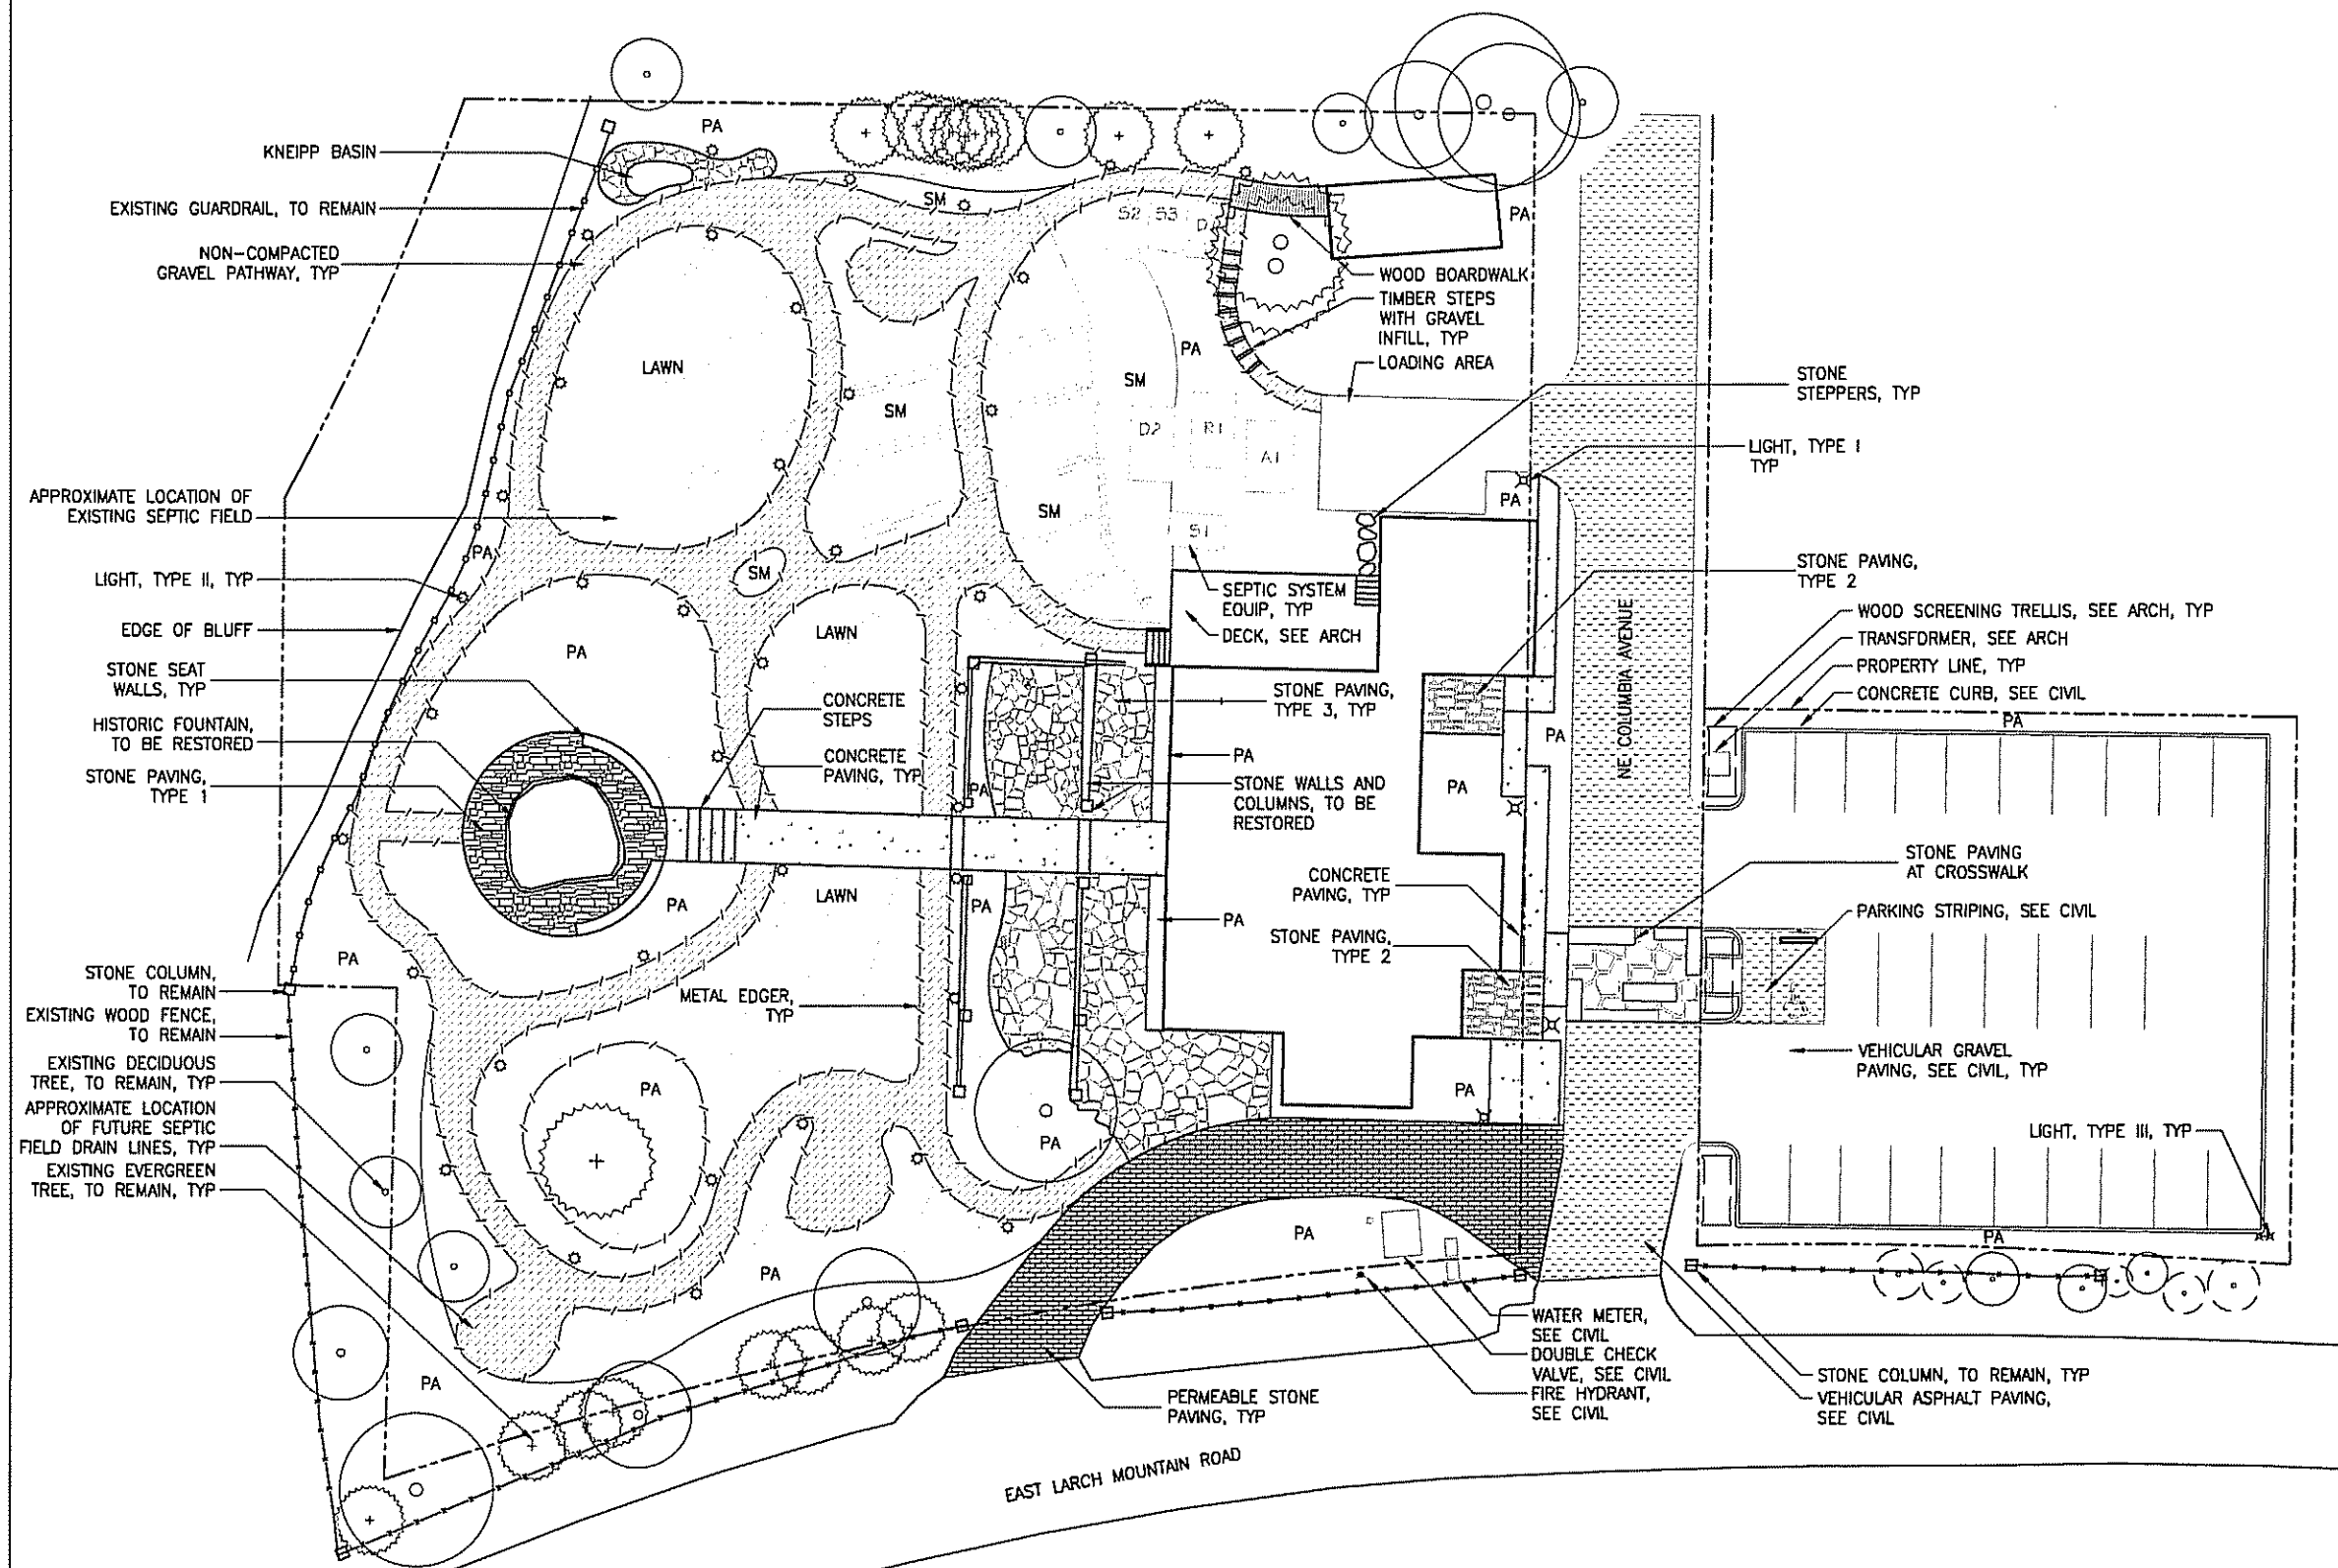 KNEIPP BASIN
EXISTING GUARDRAIL, TO REMAIN
NON-COMPACTED
GRAVEL PATHWAY, TYP
APPROXIMATE LOCATION OF
EXISTING SEPTIC FIELD
LIGHT, TYPE II, TYP
EDGE OF BLUFF
STONE SEAT
WALLS, TYP
HISTORIC FOUNTAIN,
TO BE RESTORED
STONE PAVING,
TYPE 1
STONE COLUMN,
TO REMAIN
EXISTING WOOD FENCE,
TO REMAIN
EXISTING DECIDUOUS
TREE, TO REMAIN, TYP
APPROXIMATE LOCATION
OF FUTURE SEPTIC
FIELD DRAIN LINES, TYP
EXISTING EVERGREEN
TREE, TO REMAIN, TYP
PA
SM
S2 S3 D
PA
LAWN
SM
SM
PA
D2 R1
A1
SM
S1
PA
SM
PA
LAWN
PA
WOOD BOARDWALK
TIMBER STEPS
WITH GRAVEL
INFILL, TYP
LOADING AREA
STONE
STEPPERS, TYP
LIGHT, TYPE I
TYP
PA
SEPTIC SYSTEM
EQUIP, TYP
DECK, SEE ARCH
STONE PAVING,
TYPE 2
NE COLUMBIA AVENUE
WOOD SCREENING TRELLIS, SEE ARCH, TYP
TRANSFORMER, SEE ARCH
PROPERTY LINE, TYP
CONCRETE CURB, SEE CIVIL
PA
CONCRETE
STEPS
CONCRETE
PAVING, TYP
STONE PAVING,
TYPE 3, TYP
PA
PA
PA
PA
STONE WALLS AND
COLUMNS, TO BE
RESTORED
STONE PAVING
AT CROSSWALK
CONCRETE
PAVING, TYP
PARKING STRIPING, SEE CIVIL
PA
LAWN
PA
PA
STONE PAVING,
TYPE 2
PA
METAL EDGER,
TYP
VEHICULAR GRAVEL
PAVING, SEE CIVIL, TYP
PA
PA
PA
LIGHT, TYPE III, TYP
PA
PA
PA
PA
WATER METER,
SEE CIVIL
DOUBLE CHECK
VALVE, SEE CIVIL
FIRE HYDRANT,
SEE CIVIL
STONE COLUMN, TO REMAIN, TYP
VEHICULAR ASPHALT PAVING,
SEE CIVIL
PERMEABLE STONE
PAVING, TYP
EAST LARCH MOUNTAIN ROAD